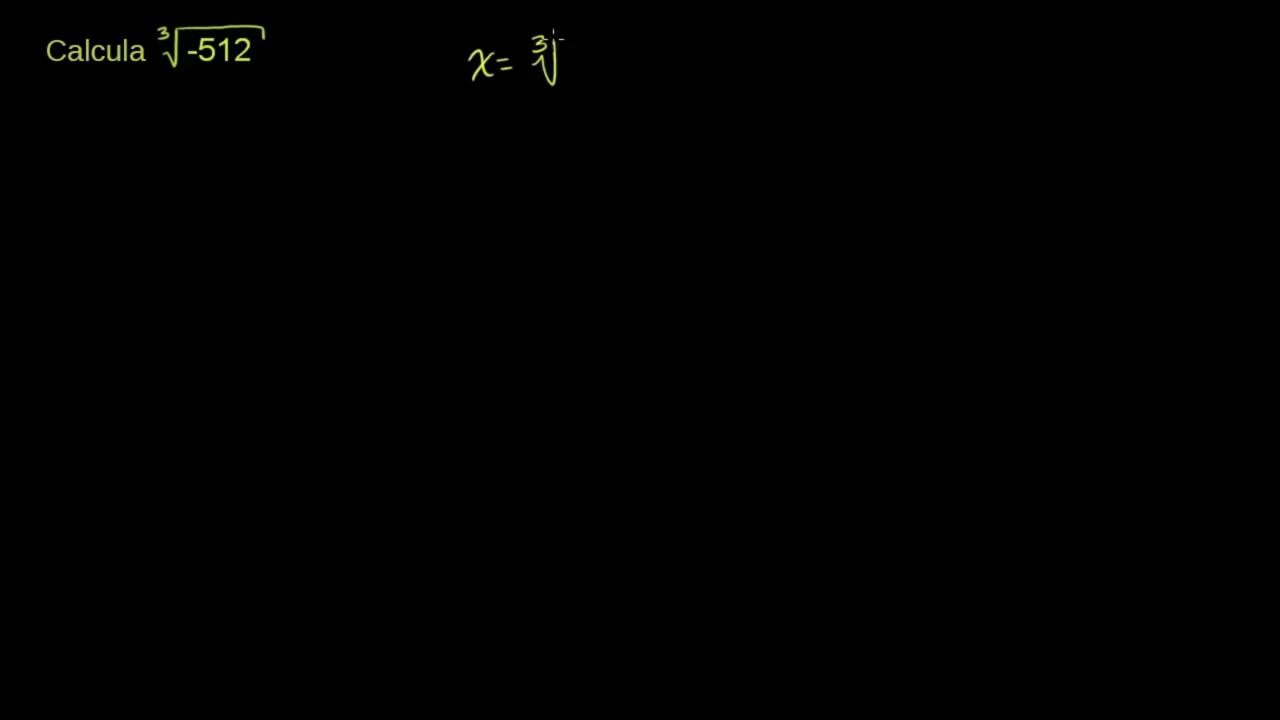 Calcula ∛-512
x = ∛